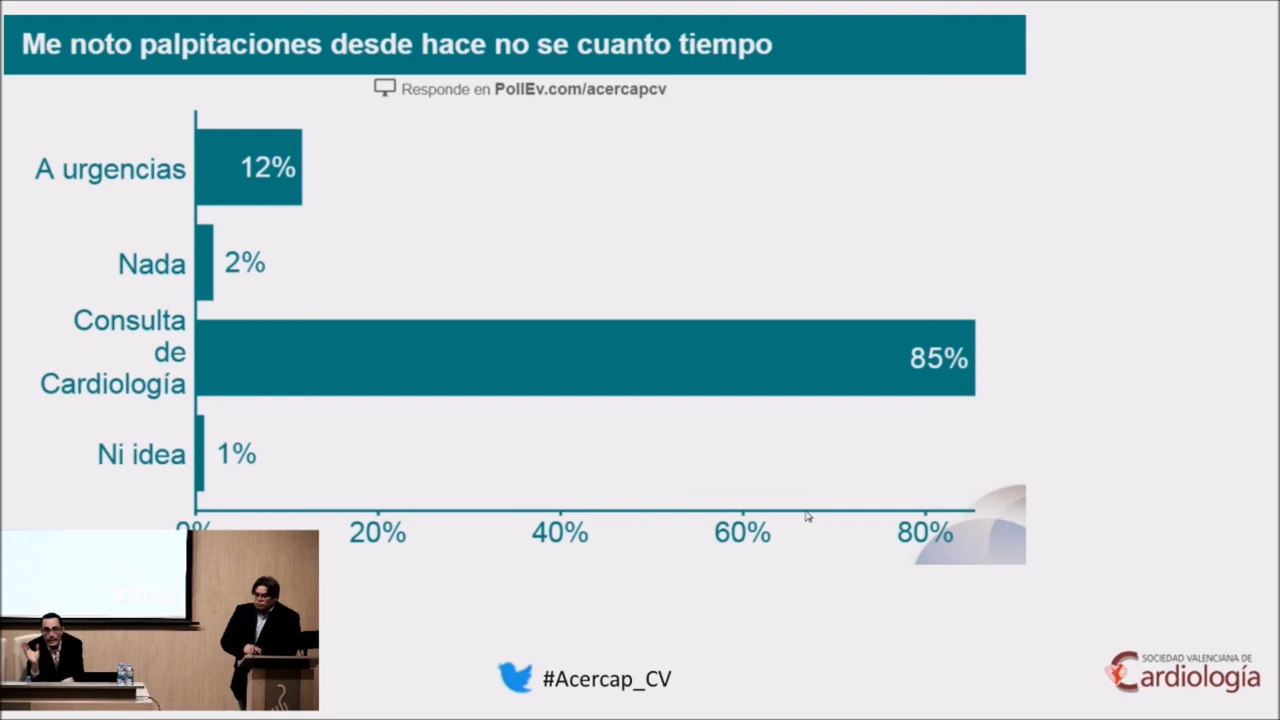 Me noto palpitaciones desde hace no se cuanto tiempo
Responde en PollEv.com/acercapcv
A urgencias
12%
Nada
2%
Consulta
de
Cardiología
85%
Ni idea
1%
0%
20%
40%
60%
80%
#Acercap_CV
SOCIEDAD VALENCIANA DE
Cardiología